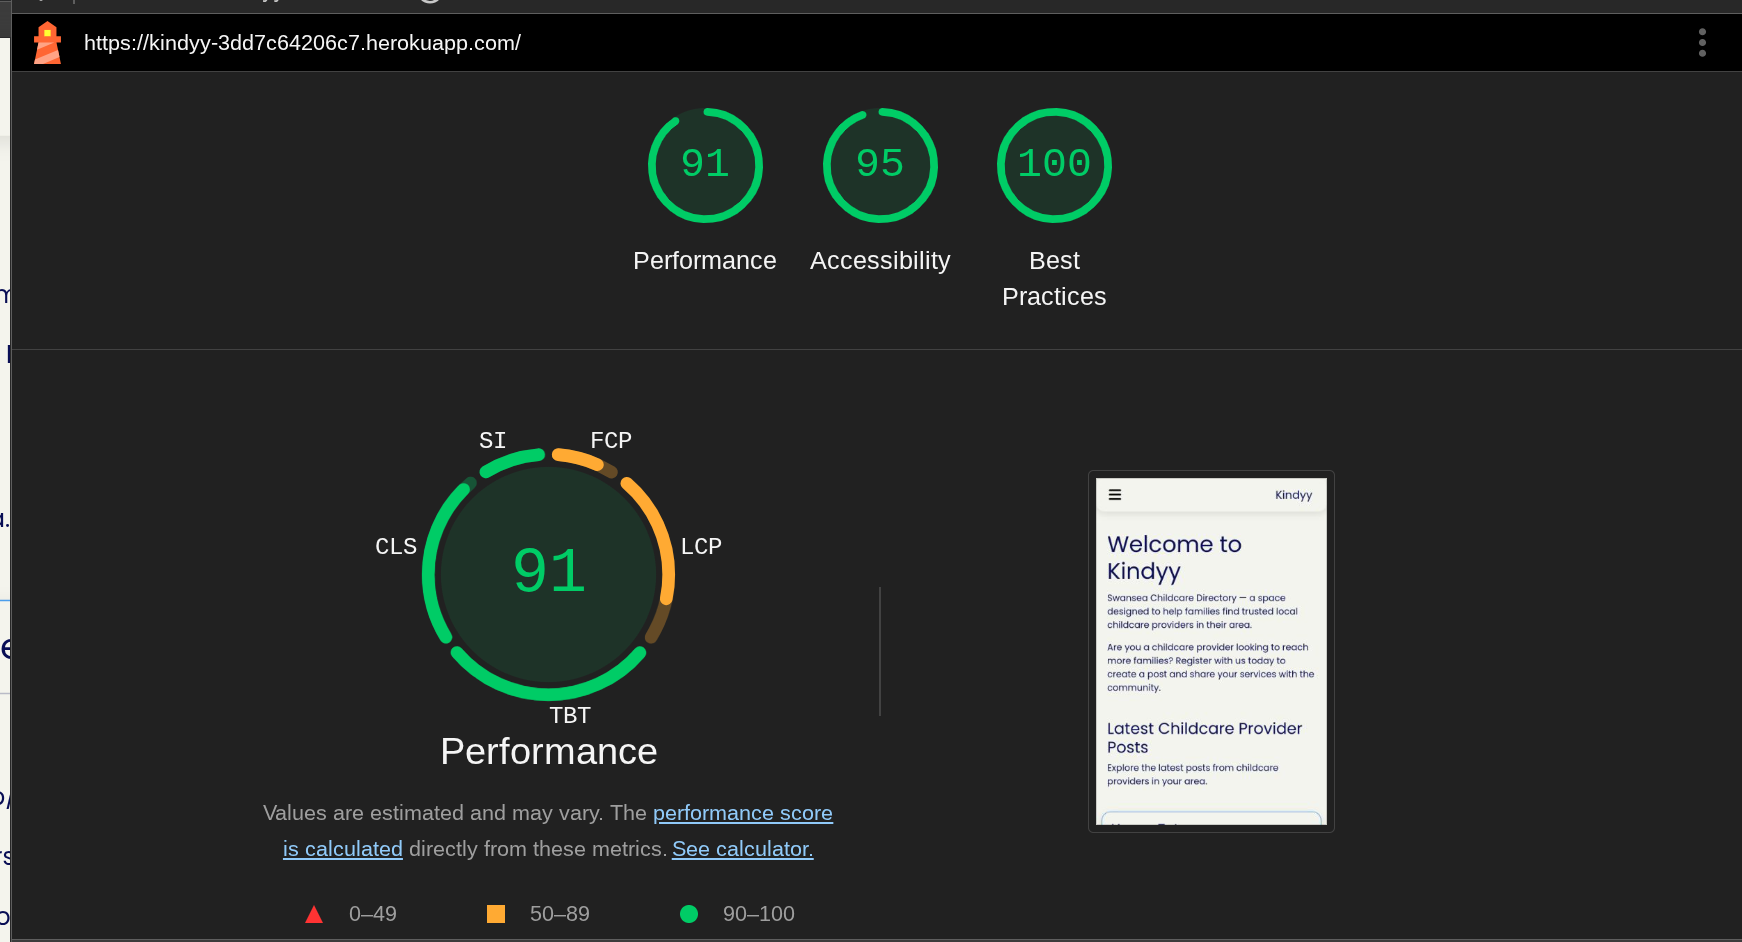 https://kindyy-3dd7c64206c7.herokuapp.com/
91
95
100
Performance
Accessibility
Best
Practices
SI
FCP
CLS
LCP
91
TBT
Performance
Values are estimated and may vary. The performance score
is calculated directly from these metrics. See calculator.
0–49
50–89
90–100
Kindyy
Welcome to
Kindyy
Swansea Childcare Directory — a space
designed to help families find trusted local
childcare providers in their area.
Are you a childcare provider looking to reach
more families? Register with us today to
create a post and share your services with the
community.
Latest Childcare Provider
Posts
Explore the latest posts from childcare
providers in your area.